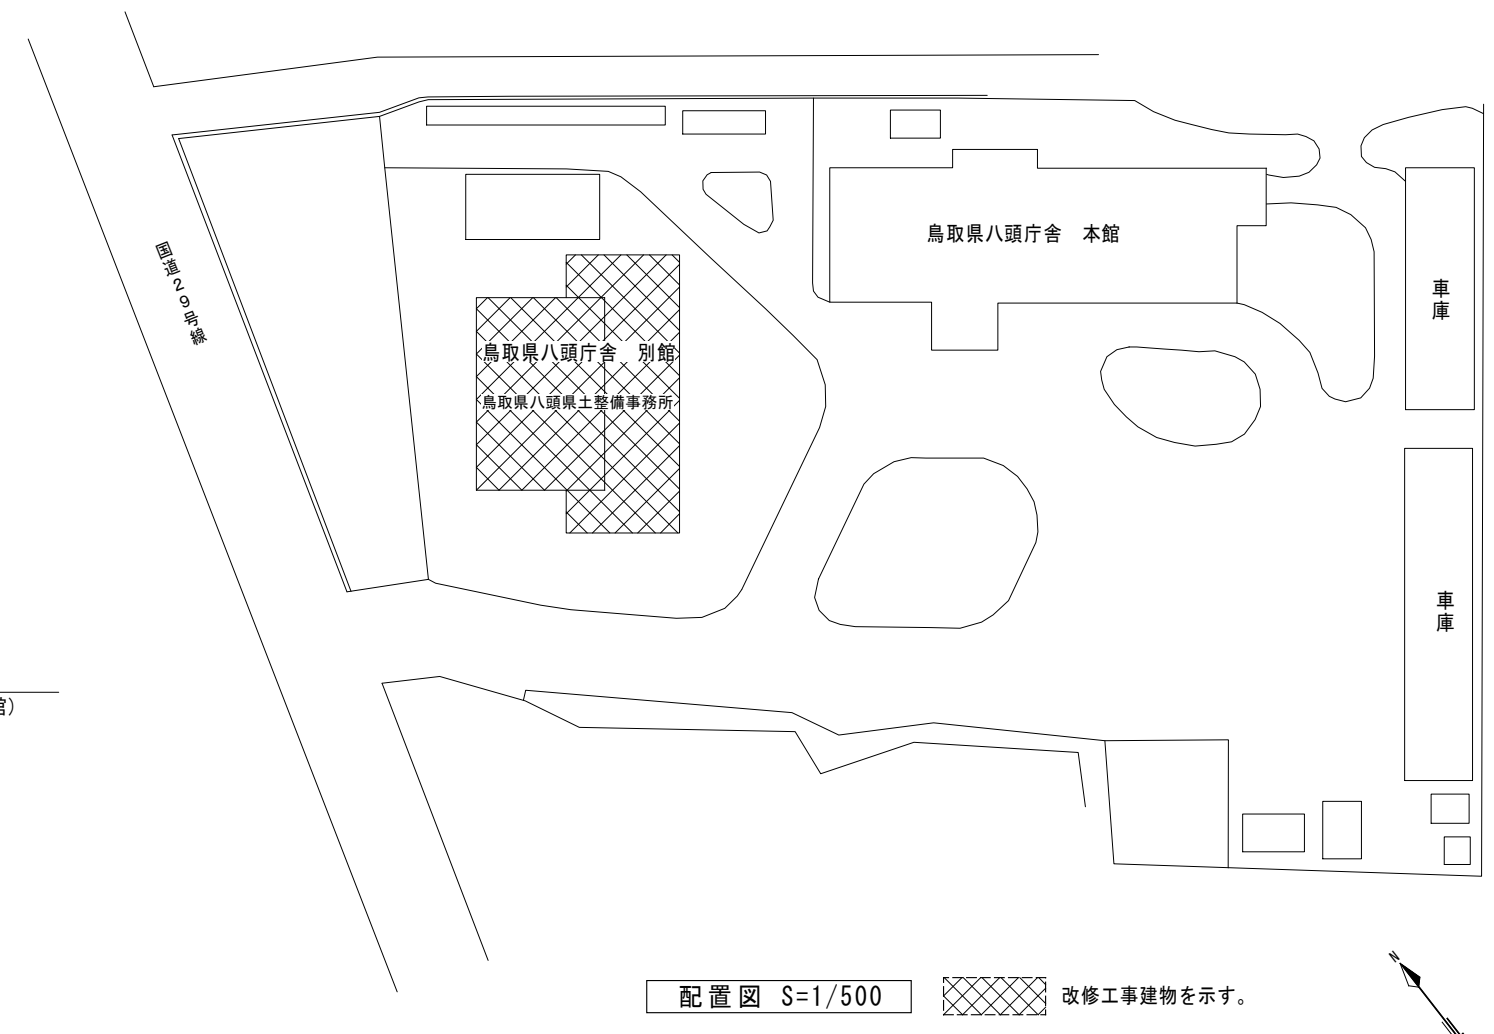 国道29号線
鳥取県八頭庁舎　本館
車庫
鳥取県八頭庁舎　別館
鳥取県八頭県土整備事務所
車庫
館)
配置図 S=1/500
改修工事建物を示す。
N